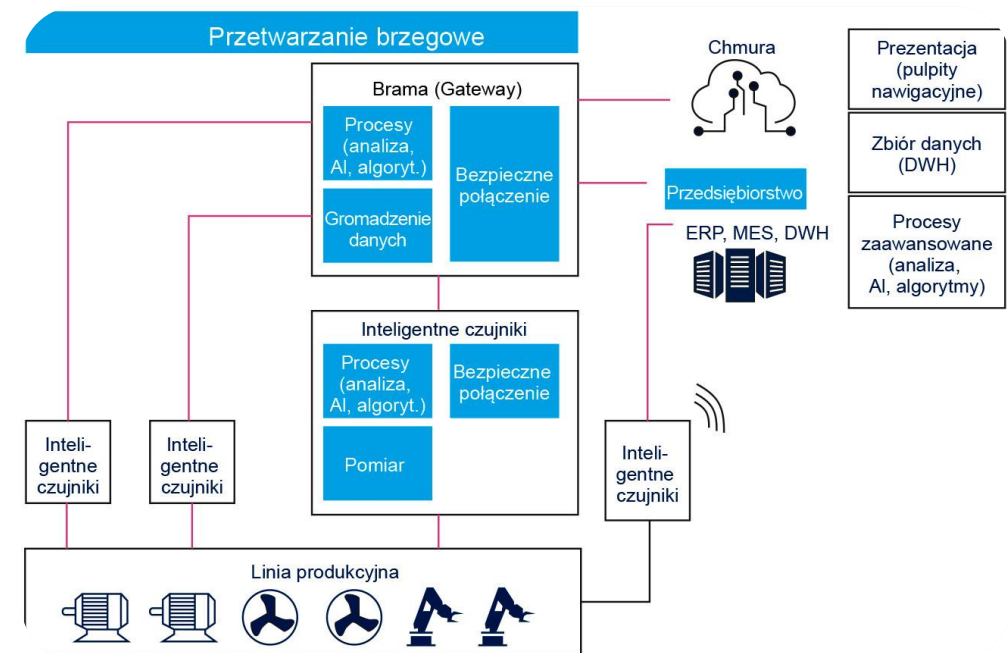 Przetwarzanie brzegowe
Brama (Gateway)
Procesy
(analiza,
AI, algoryt.)
Bezpieczne
połączenie
Gromadzenie
danych
Chmura
Przedsiębiorstwo
ERP, MES, DWH
Prezentacja
(pulpity
nawigacyjne)
Zbiór danych
(DWH)
Procesy
zaawansowane
(analiza,
AI, algorytmy)
Inteligentne czujniki
Procesy
(analiza,
AI, algoryt.)
Bezpieczne
połączenie
Pomiar
Inteli-
gentne
czujniki
Inteli-
gentne
czujniki
Inteli-
gentne
czujniki
Linia produkcyjna